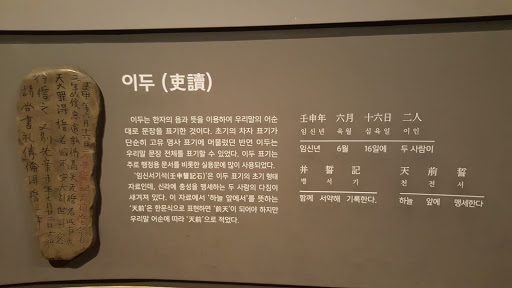 이두 (吏讀)
이두는 한자의 음과 뜻을 이용하여 우리말의 어순
대로 문장을 표기한 것이다. 초기의 차자 표기가
단순히 고유 명사 표기에 머물렀던 반면 이두는
우리말 문장 전체를 표기할 수 있었다. 이두 표기는
주로 행정용 문서를 비롯한 실용문에 많이 사용되었다.
'임신서기석(壬申誓記石)'은 이두 표기의 초기 형태
자료인데, 신라에 충성을 맹세하는 두 사람의 다짐이
새겨져 있다. 이 자료에서 '하늘 앞에서'를 뜻하는
'天前'은 한문식으로 표현하면 '前天'이 되어야 하지만
우리말 어순에 따라 '天前'으로 적었다.
壬申年 六月 十六日 二人
임신년 육월 십육일 이인
임신년 6월 16일에 두 사람이
并 誓 記 天 前 誓
병 서 기 천 전 서
함께 서약해 기록한다. 하늘 앞에 맹세한다